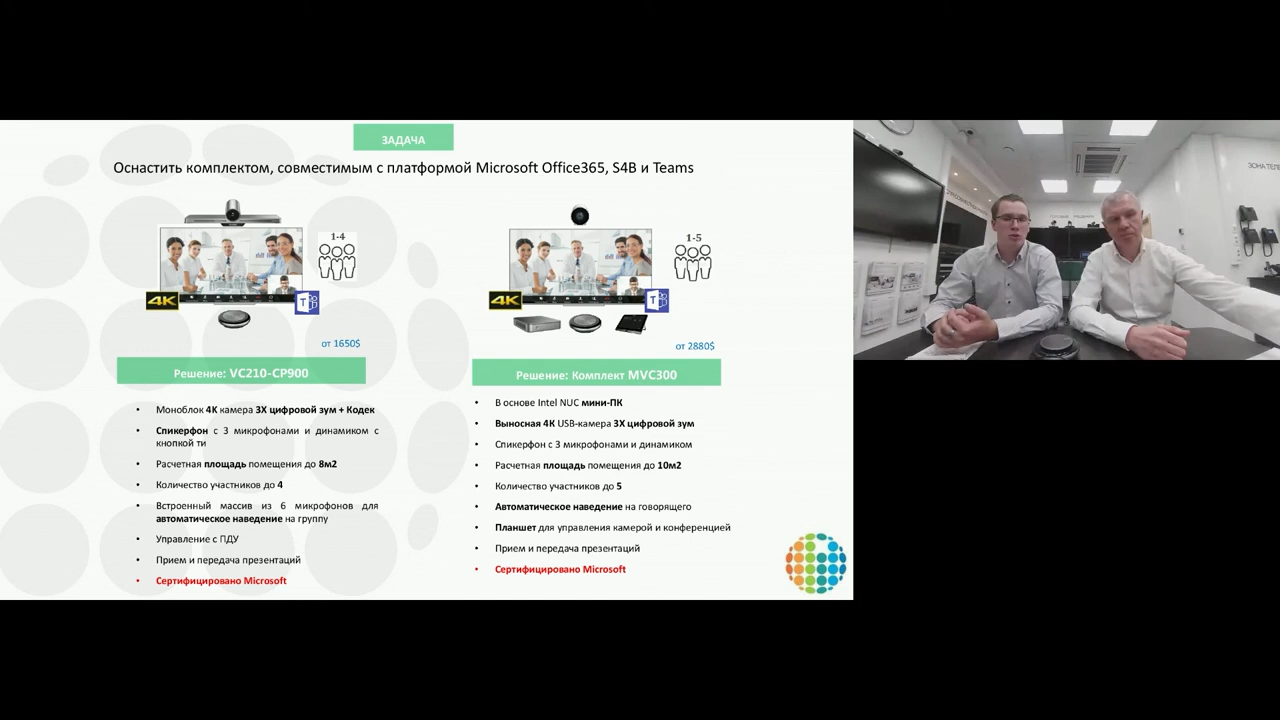 ЗАДАЧА
Оснастить комплектом, совместимым с платформой Microsoft Office365, S4B и Teams
1-4
4K
T
от 1650$
Решение: VC210-CP900
• Моноблок 4K камера 3X цифровой зум + Кодек
• Спикерфон с 3 микрофонами и динамиком с
кнопкой ти
• Расчетная площадь помещения до 8м2
• Количество участников до 4
• Встроенный массив из 6 микрофонов для
автоматическое наведение на группу
• Управление с ПДУ
• Прием и передача презентаций
• Сертифицировано Microsoft
1-5
4K
T
от 2880$
Решение: Комплект MVC300
• В основе Intel NUC мини-ПК
• Выносная 4K USB-камера 3X цифровой зум
• Спикерфон с 3 микрофонами и динамиком
• Расчетная площадь помещения до 10м2
• Количество участников до 5
• Автоматическое наведение на говорящего
• Планшет для управления камерой и конференцией
• Прием и передача презентаций
• Сертифицировано Microsoft